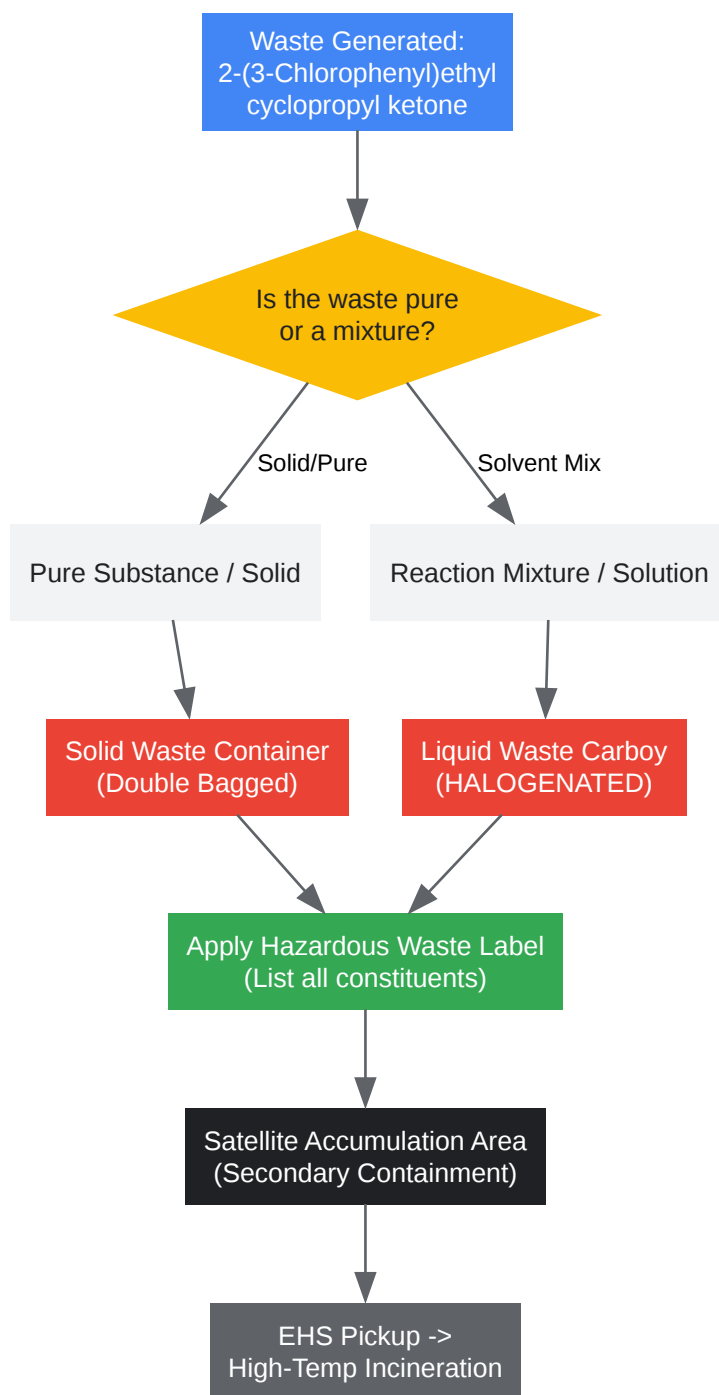 Waste Generated:
2-(3-Chlorophenyl)ethyl
cyclopropyl ketone
Is the waste pure
or a mixture?
Solid/Pure
Solvent Mix
Pure Substance / Solid
Reaction Mixture / Solution
Solid Waste Container
(Double Bagged)
Liquid Waste Carboy
(HALOGENATED)
Apply Hazardous Waste Label
(List all constituents)
Satellite Accumulation Area
(Secondary Containment)
EHS Pickup ->
High-Temp Incineration